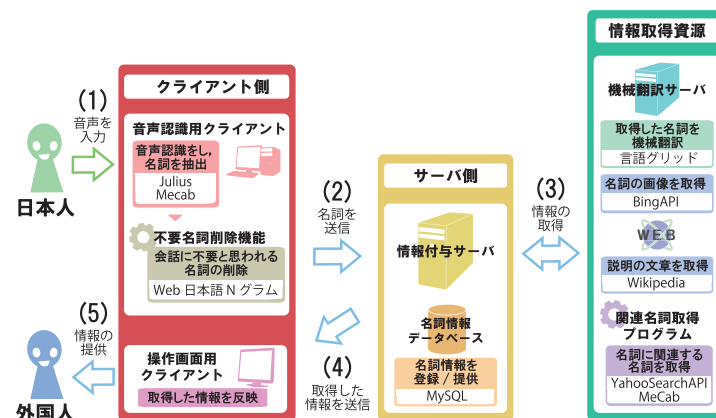 (1)
音声を
入力
日本人
(5)
情報の
提供
外国人
クライアント側
音声認識用クライアント
音声認識をし,
名詞を抽出
Julius
Mecab
不要名詞削除機能
会話に不要と思われる
名詞の削除
Web 日本語 N グラム
操作画面用
クライアント
取得した情報を反映
(2)
名詞を
送信
(4)
取得した
情報を送信
サーバ側
情報付与サーバ
名詞情報
データベース
名詞情報を
登録 / 提供
MySQL
(3)
情報の
取得
情報取得資源
機械翻訳サーバ
取得した名詞を
機械翻訳
言語グリッド
名詞の画像を取得
BingAPI
WEB
説明の文章を取得
Wikipedia
関連名詞取得
プログラム
名詞に関連する
名詞を取得
YahooSearchAPI
MeCab